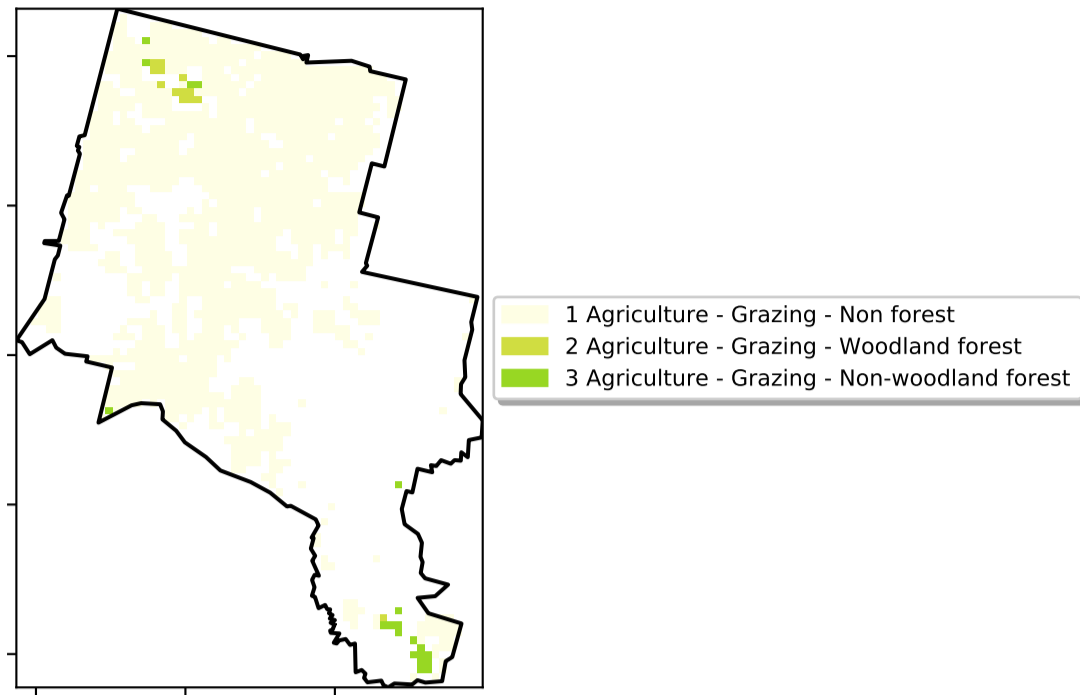 1 Agriculture - Grazing - Non forest
2 Agriculture - Grazing - Woodland forest
3 Agriculture - Grazing - Non-woodland forest